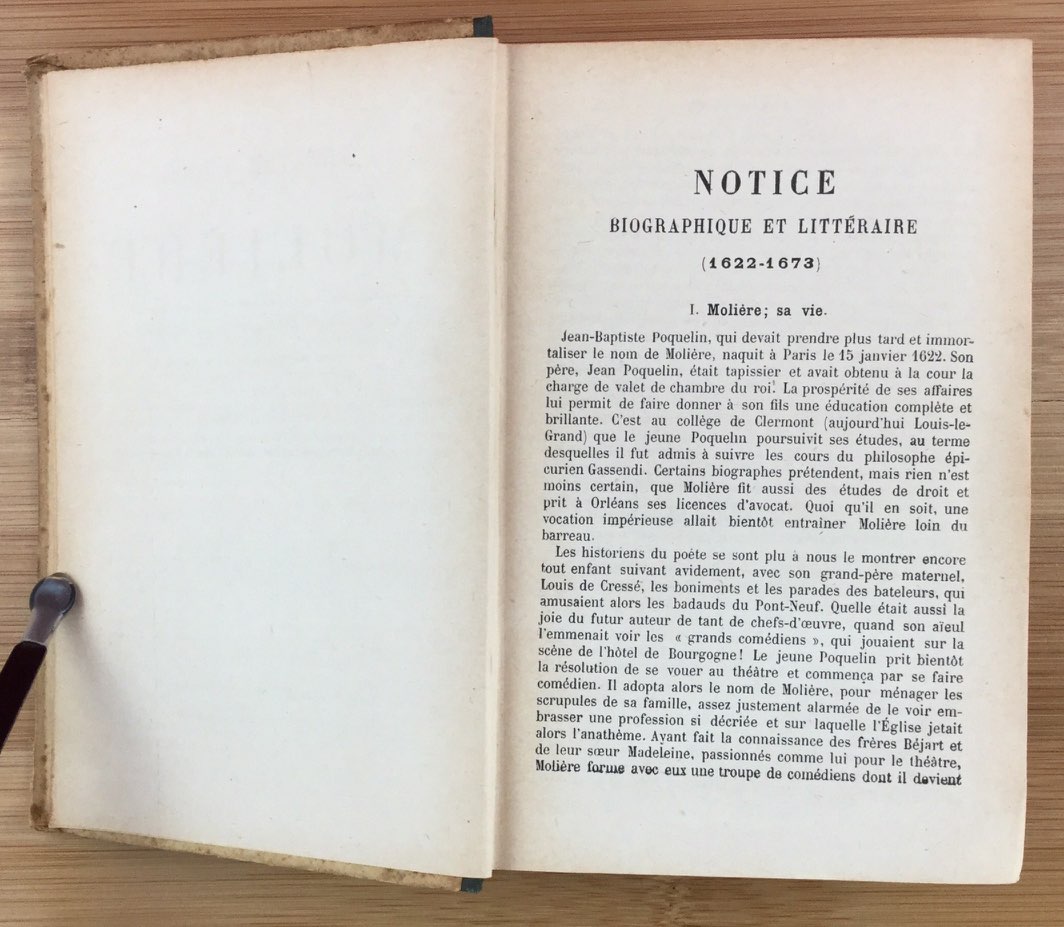 NOTICE
BIOGRAPHIQUE ET LITTÉRAIRE
(1622-1673)
I. Molière; sa vie.
Jean-Baptiste Poquelin, qui devait prendre plus tard et immor-
taliser le nom de Molière, naquit à Paris le 15 janvier 1622. Son
père, Jean Poquelin, était tapissier et avait obtenu à la cour la
charge de valet de chambre du roi. La prospérité de ses affaires
lui permit de faire donner à son fils une éducation complète et
brillante. C'est au collège de Clermont (aujourd'hui Louis-le-
Grand) que le jeune Poquelin poursuivit ses études, au terme
desquelles il fut admis à suivre les cours du philosophe épi-
curien Gassendi. Certains biographes prétendent, mais rien n'est
moins certain, que Molière fit aussi des études de droit et
prit à Orléans ses licences d'avocat. Quoi qu'il en soit, une
vocation impérieuse allait bientôt entraîner Molière loin du
barreau.
Les historiens du poète se sont plu à nous le montrer encore
tout enfant suivant avidement, avec son grand-père maternel,
Louis de Cressé, les boniments et les parades des bateleurs, qui
amusaient alors les badauds du Pont-Neuf. Quelle était aussi la
joie du futur auteur de tant de chefs-d'œuvre, quand son aïeul
l'emmenait voir les « grands comédiens », qui jouaient sur la
scène de l'hôtel de Bourgogne! Le jeune Poquelin prit bientôt
la résolution de se vouer au théâtre et commença par se faire
comédien. Il adopta alors le nom de Molière, pour ménager les
scrupules de sa famille, assez justement alarmée de le voir em-
brasser une profession si décriée et sur laquelle l'Église jetait
alors l'anathème. Ayant fait la connaissance des frères Béjart et
de leur sœur Madeleine, passionnés comme lui pour le théâtre,
Molière forme avec eux une troupe de comédiens dont il devient